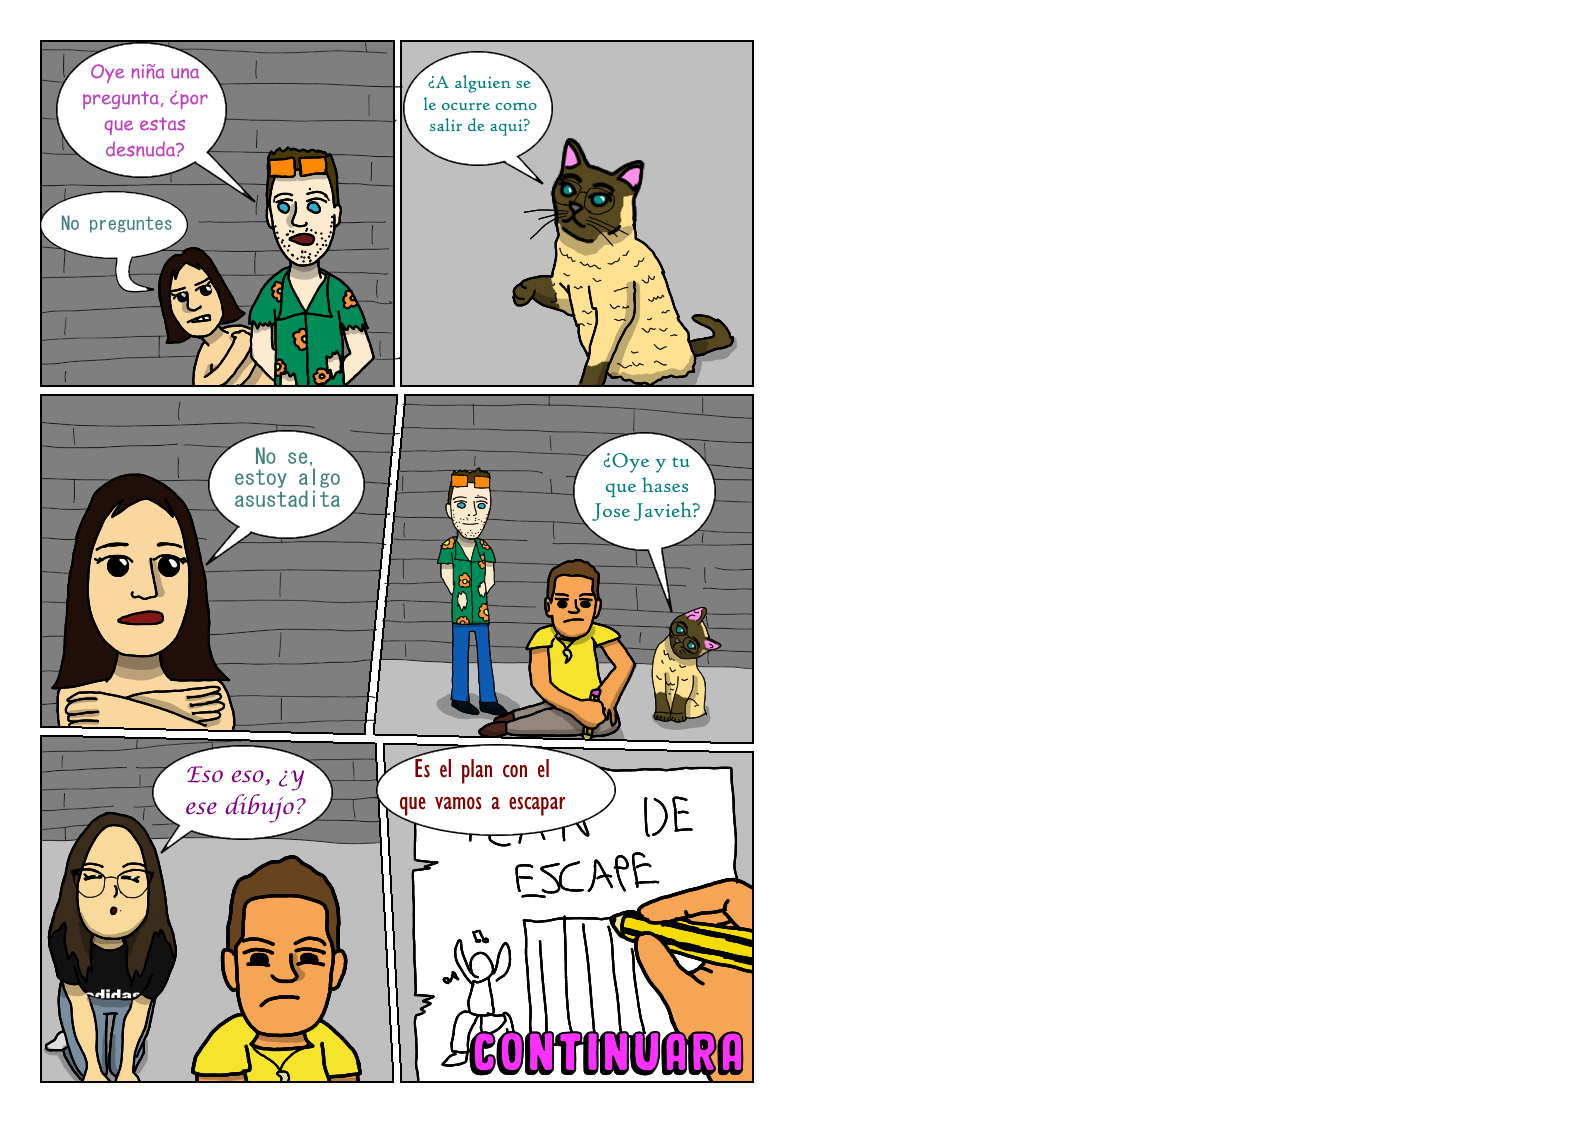 Oye niña una
pregunta, ¿por
que estas
desnuda?
No preguntes
¿A alguien se
le ocurre como
salir de aqui?
No se,
estoy algo
asustadita
¿Oye y tu
que hases
Jose Javieh?
Eso eso, ¿y
ese dibujo?
adidas
Es el plan con el
que vamos a escapar
DE
ESCAPE
CONTINUARA